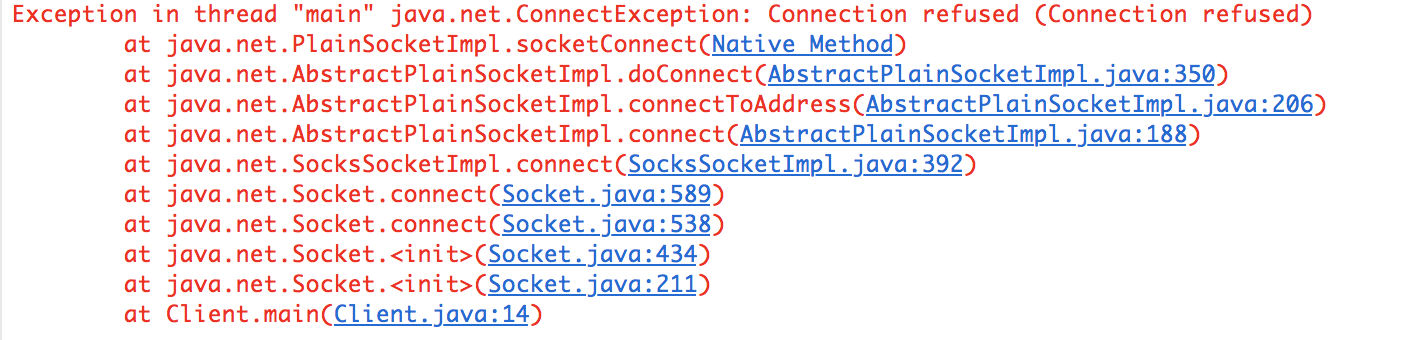 Exception in thread "main" java.net.ConnectException: Connection refused (Connection refused)
at java.net.PlainSocketImpl.socketConnect(Native Method)
at java.net.AbstractPlainSocketImpl.doConnect(AbstractPlainSocketImpl.java:350)
at java.net.AbstractPlainSocketImpl.connectToAddress(AbstractPlainSocketImpl.java:206)
at java.net.AbstractPlainSocketImpl.connect(AbstractPlainSocketImpl.java:188)
at java.net.SocksSocketImpl.connect(SocksSocketImpl.java:392)
at java.net.Socket.connect(Socket.java:589)
at java.net.Socket.connect(Socket.java:538)
at java.net.Socket.<init>(Socket.java:434)
at java.net.Socket.<init>(Socket.java:211)
at Client.main(Client.java:14)